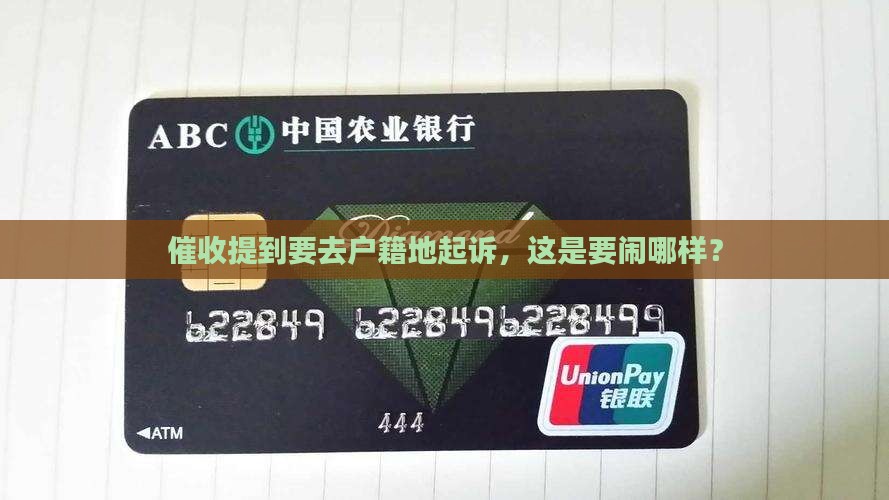 ABC 中国农业银行
Diamond
催收提到要去户籍地起诉，这是要闹哪样？
622849 6228496228499
444
UnionPay
银联
ATM